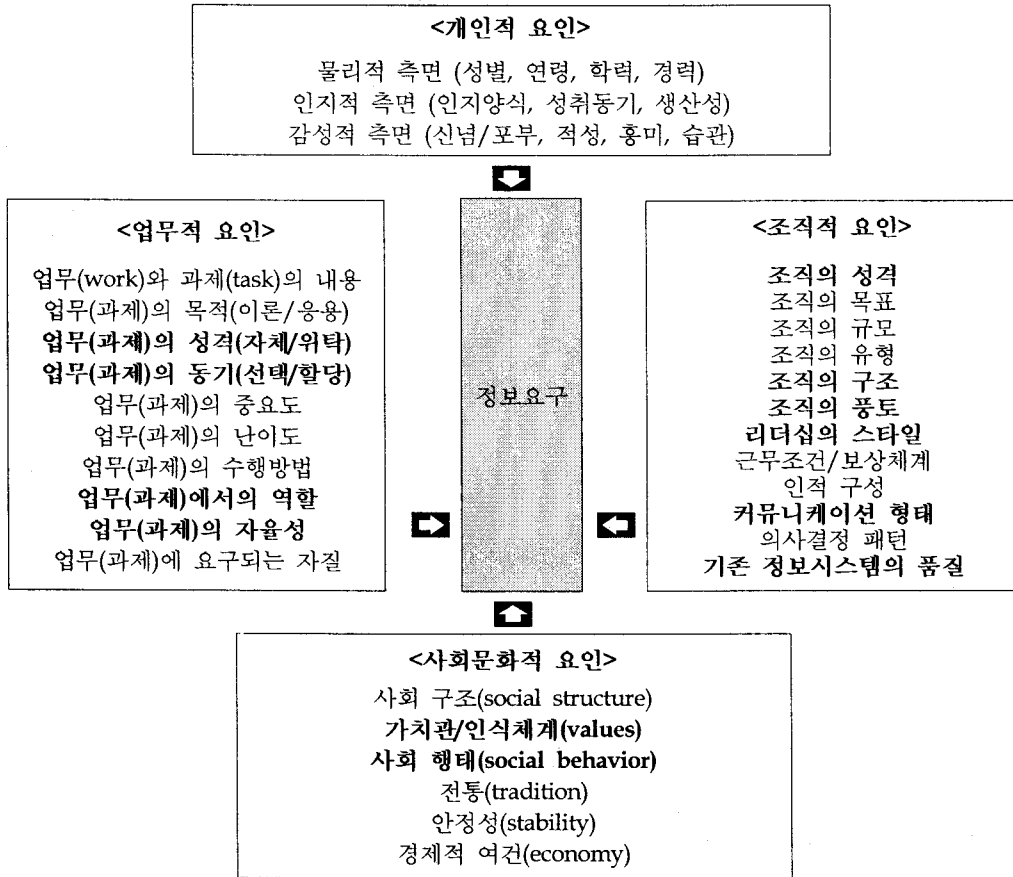 <개인적 요인>
물리적 측면 (성별, 연령, 학력, 경력)
인지적 측면 (인지양식, 성취동기, 생산성)
감성적 측면 (신념/포부, 적성, 흥미, 습관)
<업무적 요인>
업무(work)와 과제(task)의 내용
업무(과제)의 목적(이론/응용)
업무(과제)의 성격(자체/위탁)
업무(과제)의 동기(선택/할당)
업무(과제)의 중요도
업무(과제)의 난이도
업무(과제)의 수행방법
업무(과제)에서의 역할
업무(과제)의 자율성
업무(과제)에 요구되는 자질
정보요구
<조직적 요인>
조직의 성격
조직의 목표
조직의 규모
조직의 유형
조직의 구조
조직의 풍토
리더십의 스타일
근무조건/보상체계
인적 구성
커뮤니케이션 형태
의사결정 패턴
기존 정보시스템의 품질
<사회문화적 요인>
사회 구조(social structure)
가치관/인식체계(values)
사회 행태(social behavior)
전통(tradition)
안정성(stability)
경제적 여건(economy)